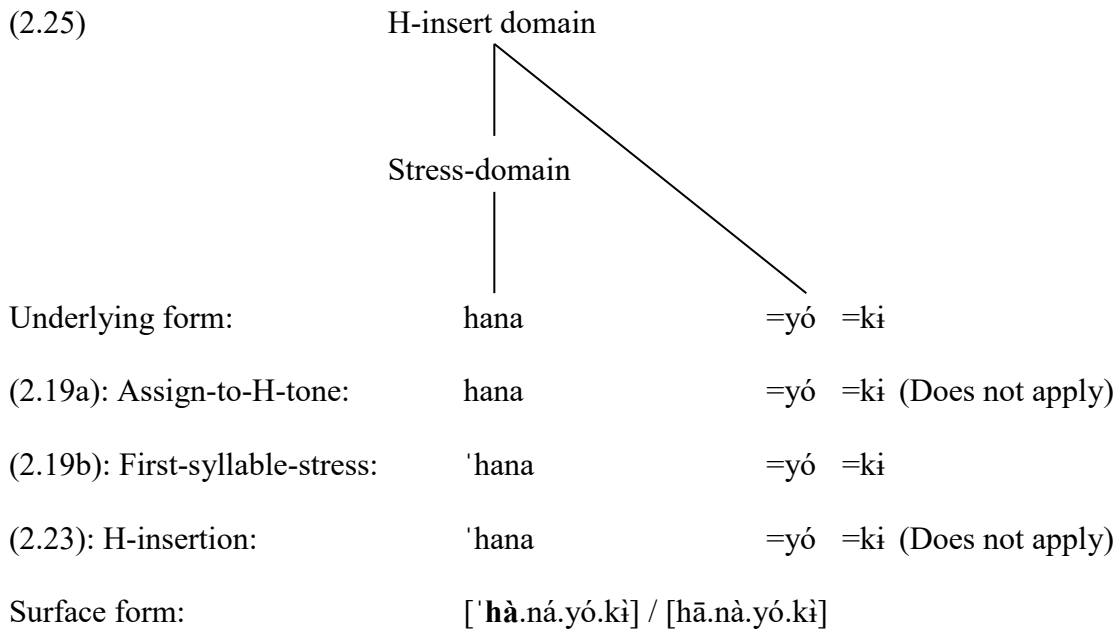 (2.25) H-insert domain
Stress-domain
Underlying form: hana =yó =kɨ
(2.19a): Assign-to-H-tone: hana =yó =kɨ (Does not apply)
(2.19b): First-syllable-stress: ˈhana =yó =kɨ
(2.23): H-insertion: ˈhana =yó =kɨ (Does not apply)
Surface form: [ˈhà.ná.yó.kɨ̀] / [hā.nà.yó.kɨ̀]